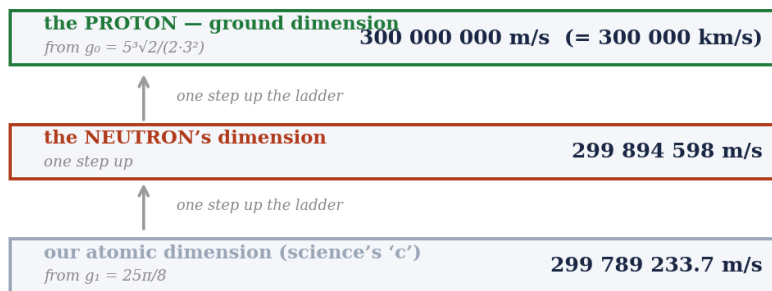 the PROTON — ground dimension
from g₀ = 5³√2/(2·3²)
300 000 000 m/s (= 300 000 km/s)
one step up the ladder
the NEUTRON’s dimension
one step up
299 894 598 m/s
one step up the ladder
our atomic dimension (science’s ‘c’)
from g₁ = 25π/8
299 789 233.7 m/s